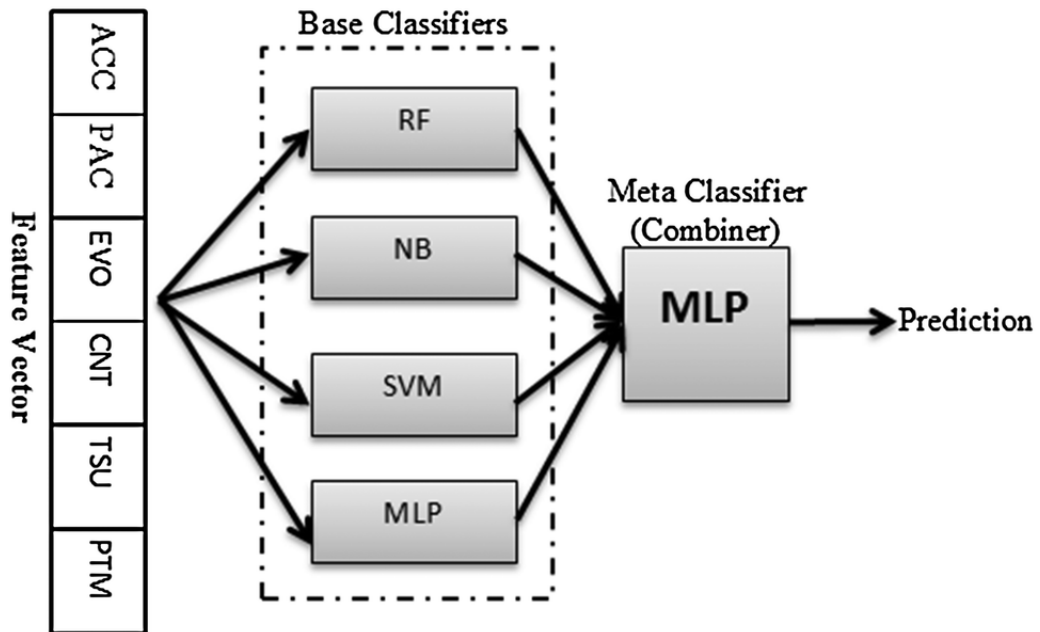 Feature Vector
ACC
PAC
EVO
CNT
TSU
PTM
Base Classifiers
RF
NB
SVM
MLP
Meta Classifier
(Combiner)
MLP
Prediction